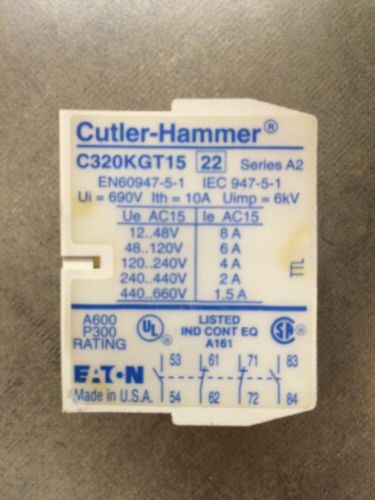 Cutler-Hammer®
C320KGT15 22 Series A2
EN60947-5-1 IEC 947-5-1
Ui = 690V Ith = 10A Uimp = 6kV
Ue AC15 Ie AC15
12..48V 8 A
48..120V 6 A
120..240V 4 A
240..440V 2 A
440..660V 1.5 A
A600
P300
RATING
UL ®
LISTED
IND CONT EQ
A161
SA ®
53 61 71 83
54 62 72 84
EATON
Made in U.S.A.